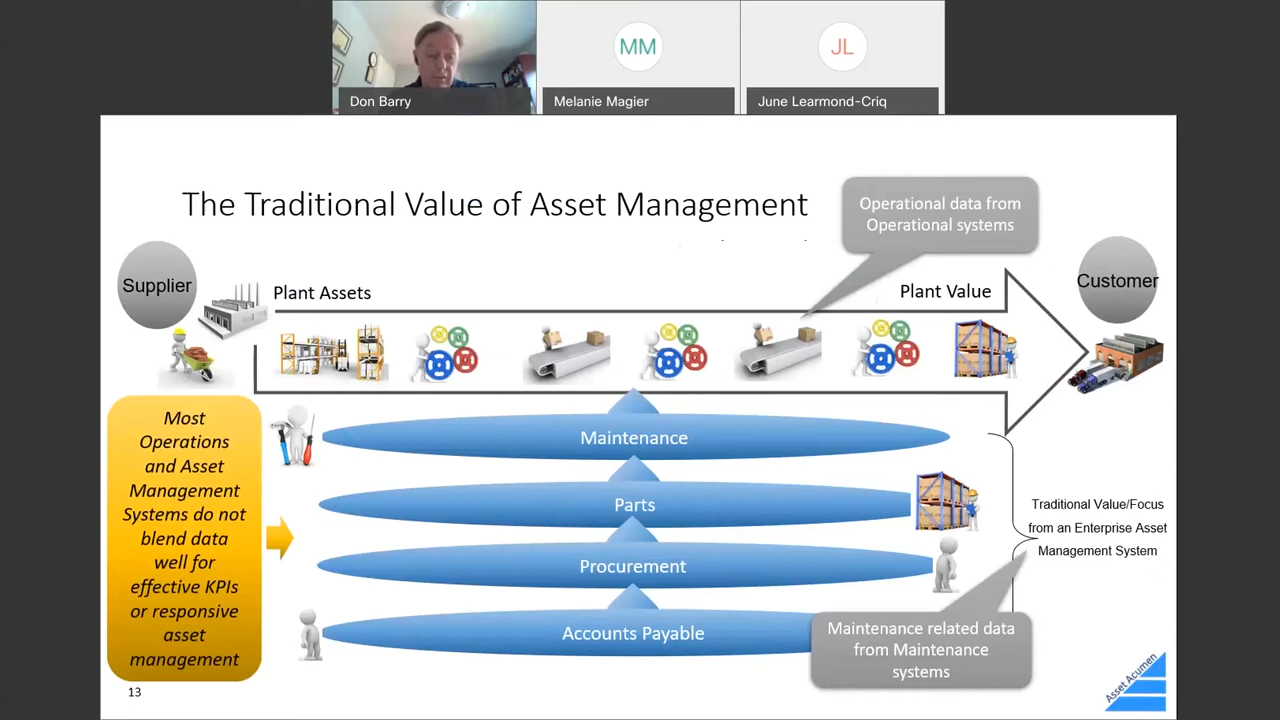 MM
JL
Don Barry
Melanie Magier
June Learmond-Criq
The Traditional Value of Asset Management
Operational data from
Operational systems
Supplier
Customer
Plant Assets
Plant Value
Most
Operations
and Asset
Management
Systems do not
blend data
well for
effective KPIs
or responsive
asset
management
Maintenance
Parts
Procurement
Accounts Payable
Traditional Value/Focus
from an Enterprise Asset
Management System
Maintenance related data
from Maintenance
systems
13
Asset Acumen